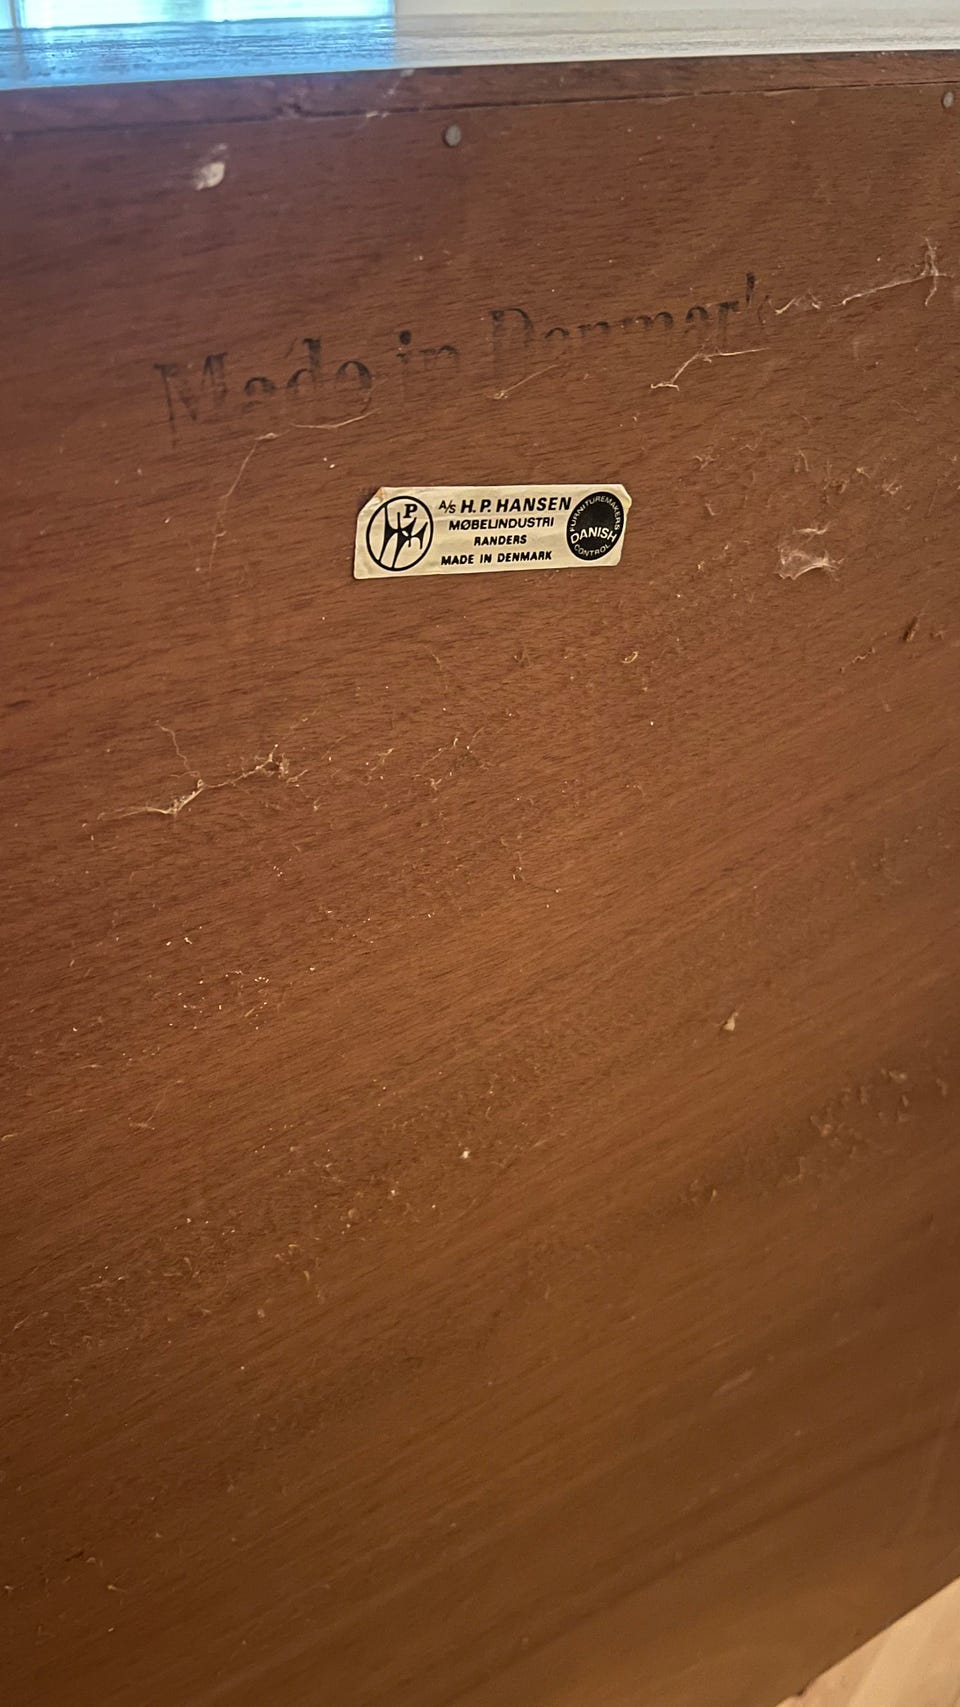 Made in Denmark
P
A/S H. P. HANSEN
MØBELINDUSTRI
RANDERS
MADE IN DENMARK
FURNITUREMAKERS
DANISH
CONTROL